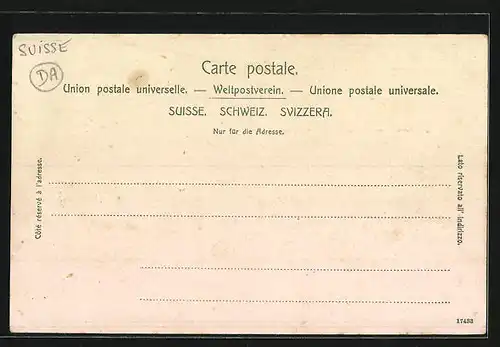 SUISSE
DA
Carte postale.
Union postale universelle. — Weltpostverein. — Unione postale universale.
SUISSE. SCHWEIZ. SVIZZERA.
Nur für die Adresse.
Côté réservé à l'adresse.
Lato riservato all' indirizzo.
17453